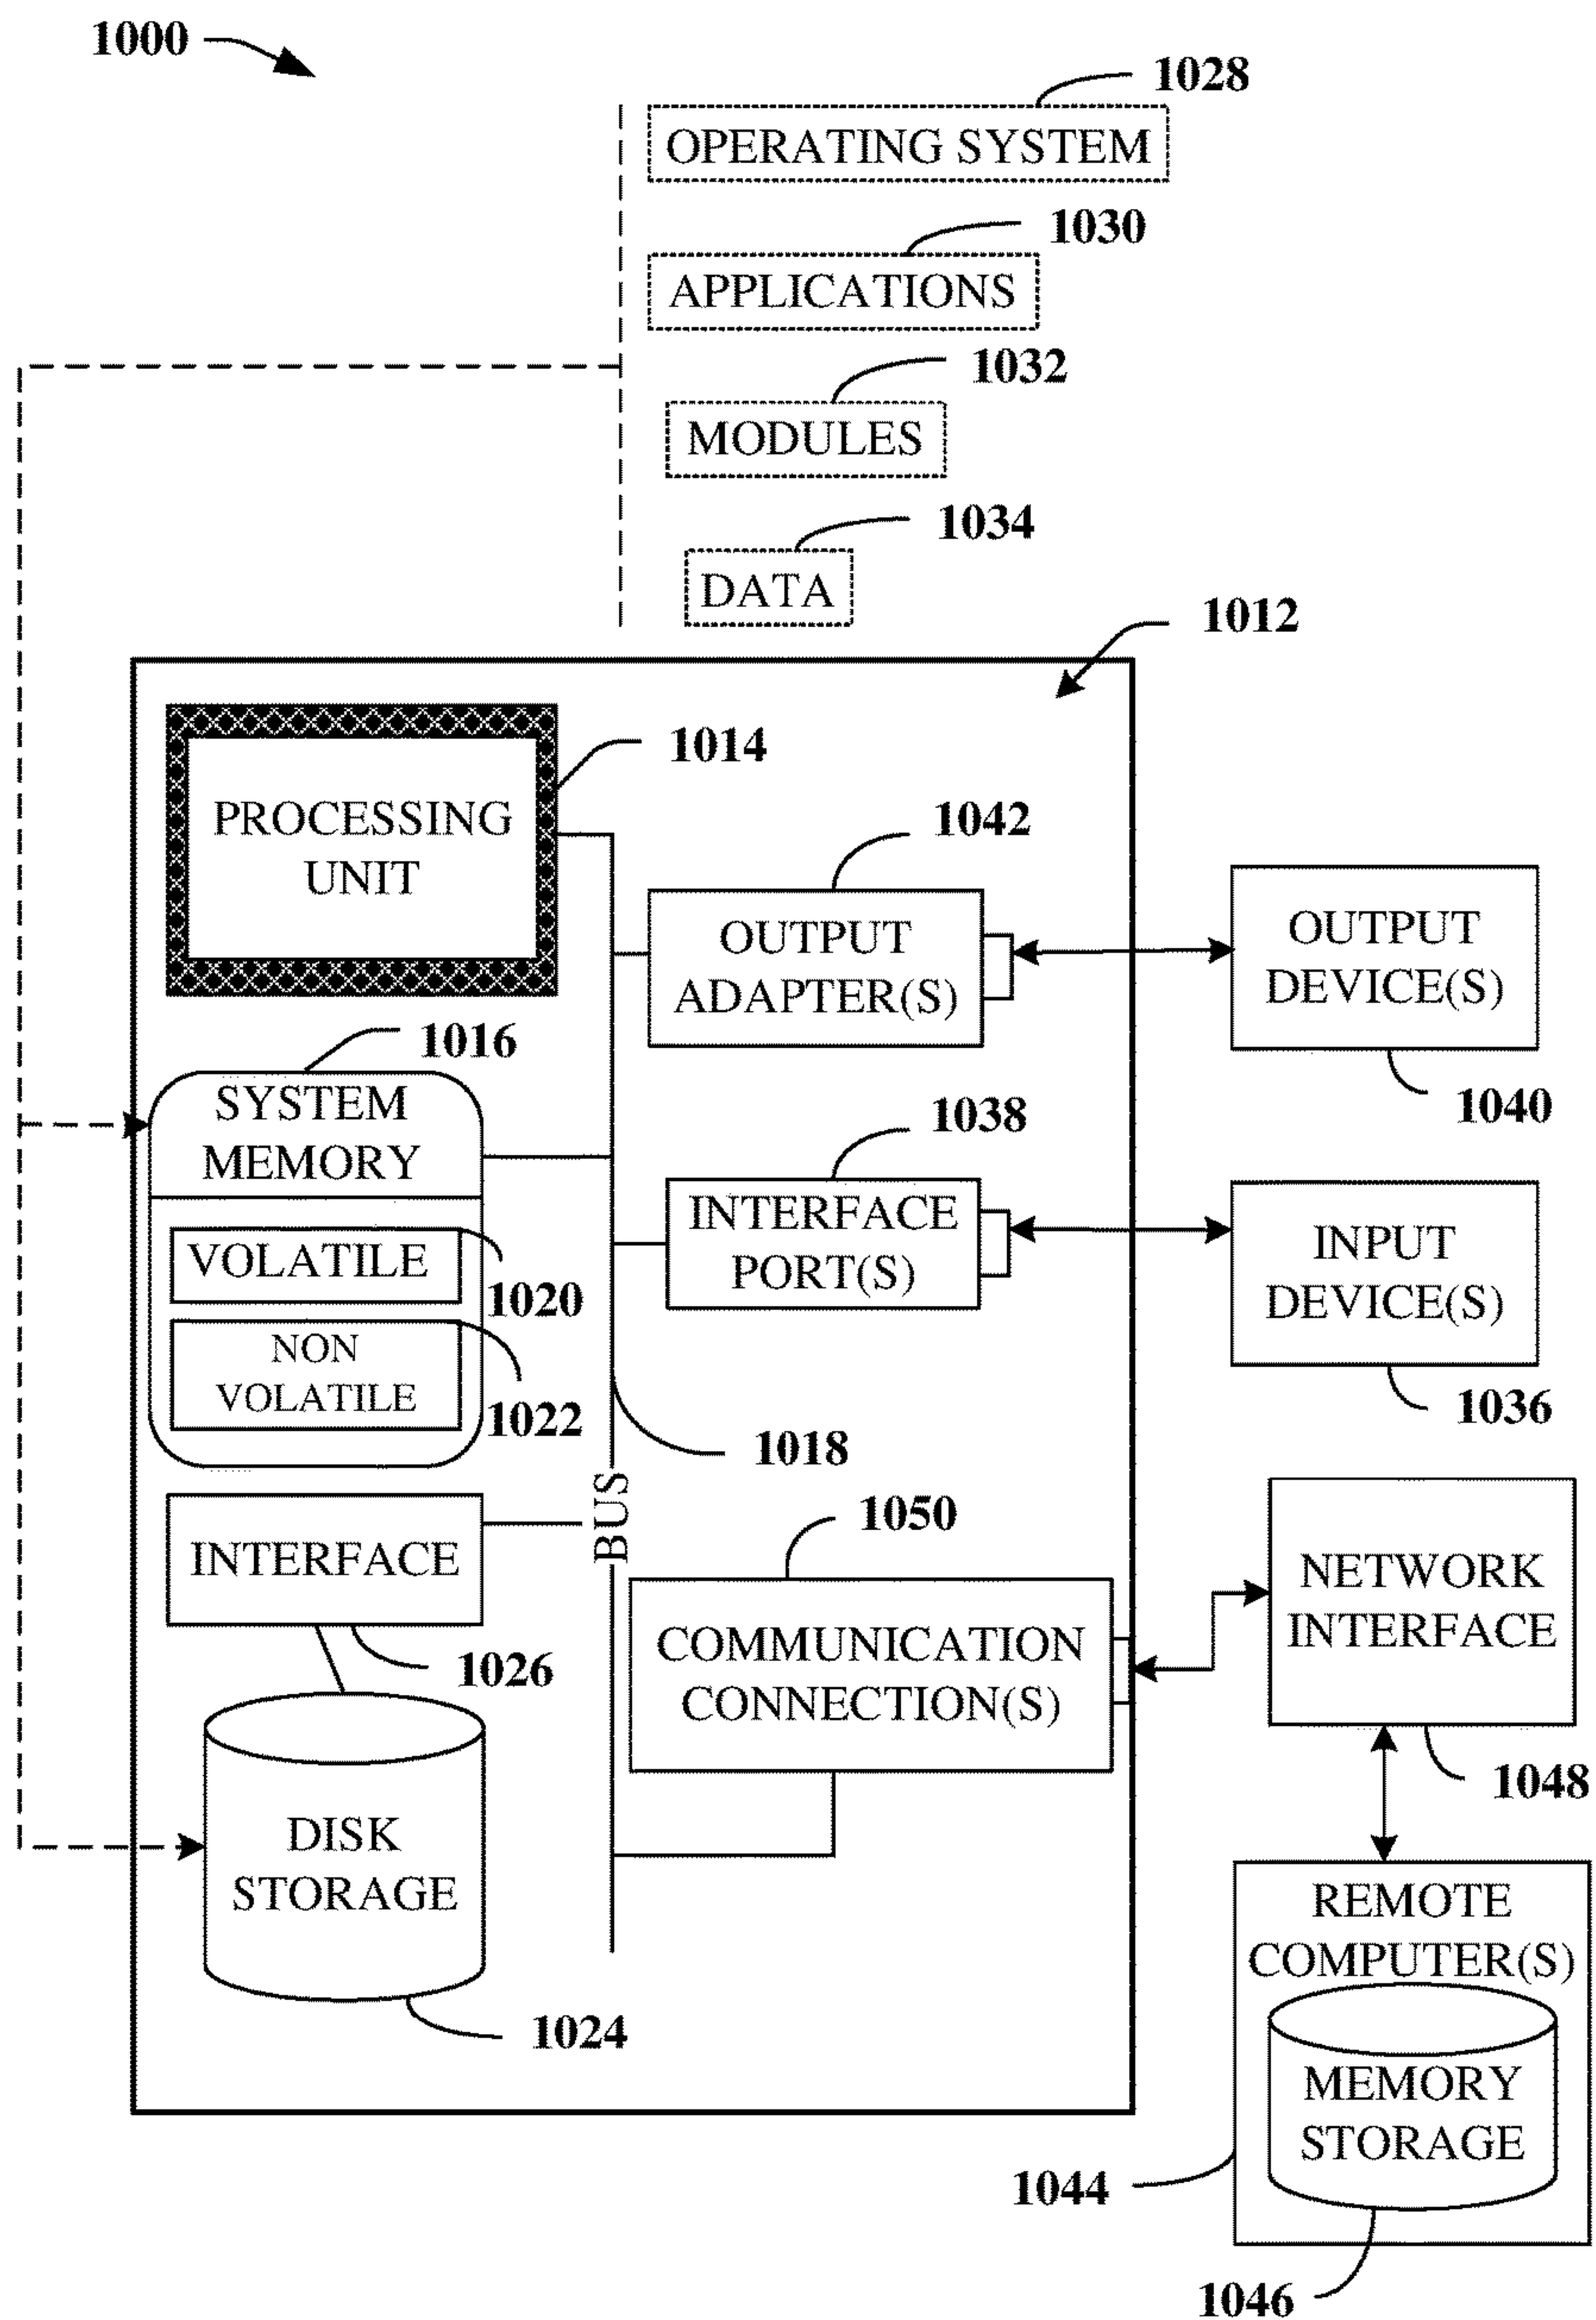 1000
1028
OPERATING SYSTEM
1030
APPLICATIONS
1032
MODULES
1034
DATA
1012
1014
PROCESSING
UNIT
1042
OUTPUT
ADAPTER(S)
OUTPUT
DEVICE(S)
1040
1016
SYSTEM
MEMORY
VOLATILE
1020
NON
VOLATILE
1022
1038
INTERFACE
PORT(S)
INPUT
DEVICE(S)
1036
1018
BUS
INTERFACE
1026
1050
COMMUNICATION
CONNECTION(S)
NETWORK
INTERFACE
1048
DISK
STORAGE
1024
REMOTE
COMPUTER(S)
MEMORY
STORAGE
1044
1046